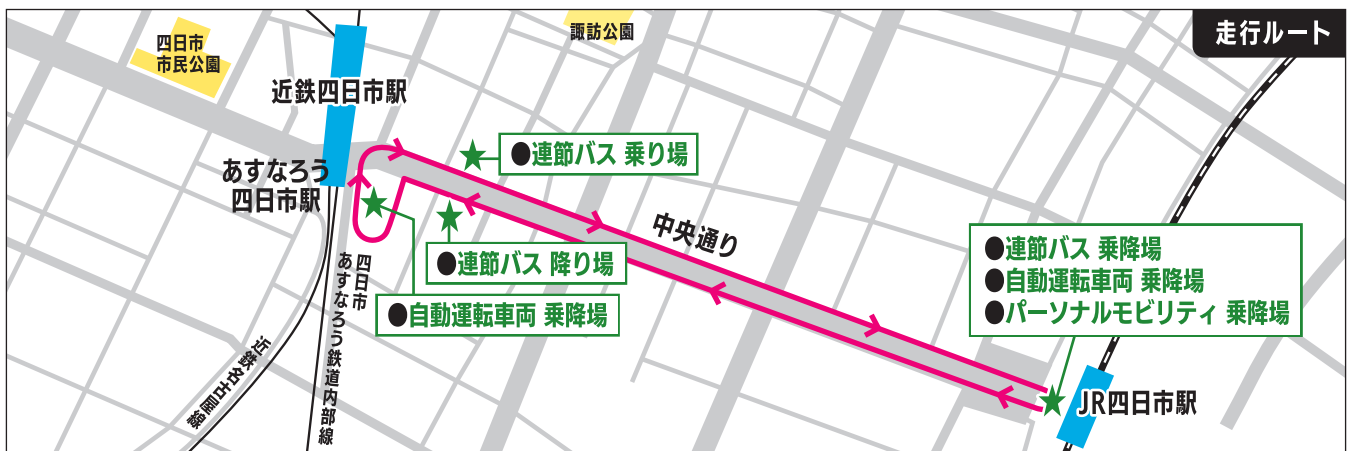 走行ルート
四日市
市民公園
諏訪公園
近鉄四日市駅
●連節バス 乗り場
あすなろう
四日市駅
中央通り
●連節バス 乗降場
●自動運転車両 乗降場
●パーソナルモビリティ 乗降場
●連節バス 降り場
●自動運転車両 乗降場
四日市
あすなろう鉄道内部線
近鉄名古屋線
JR四日市駅